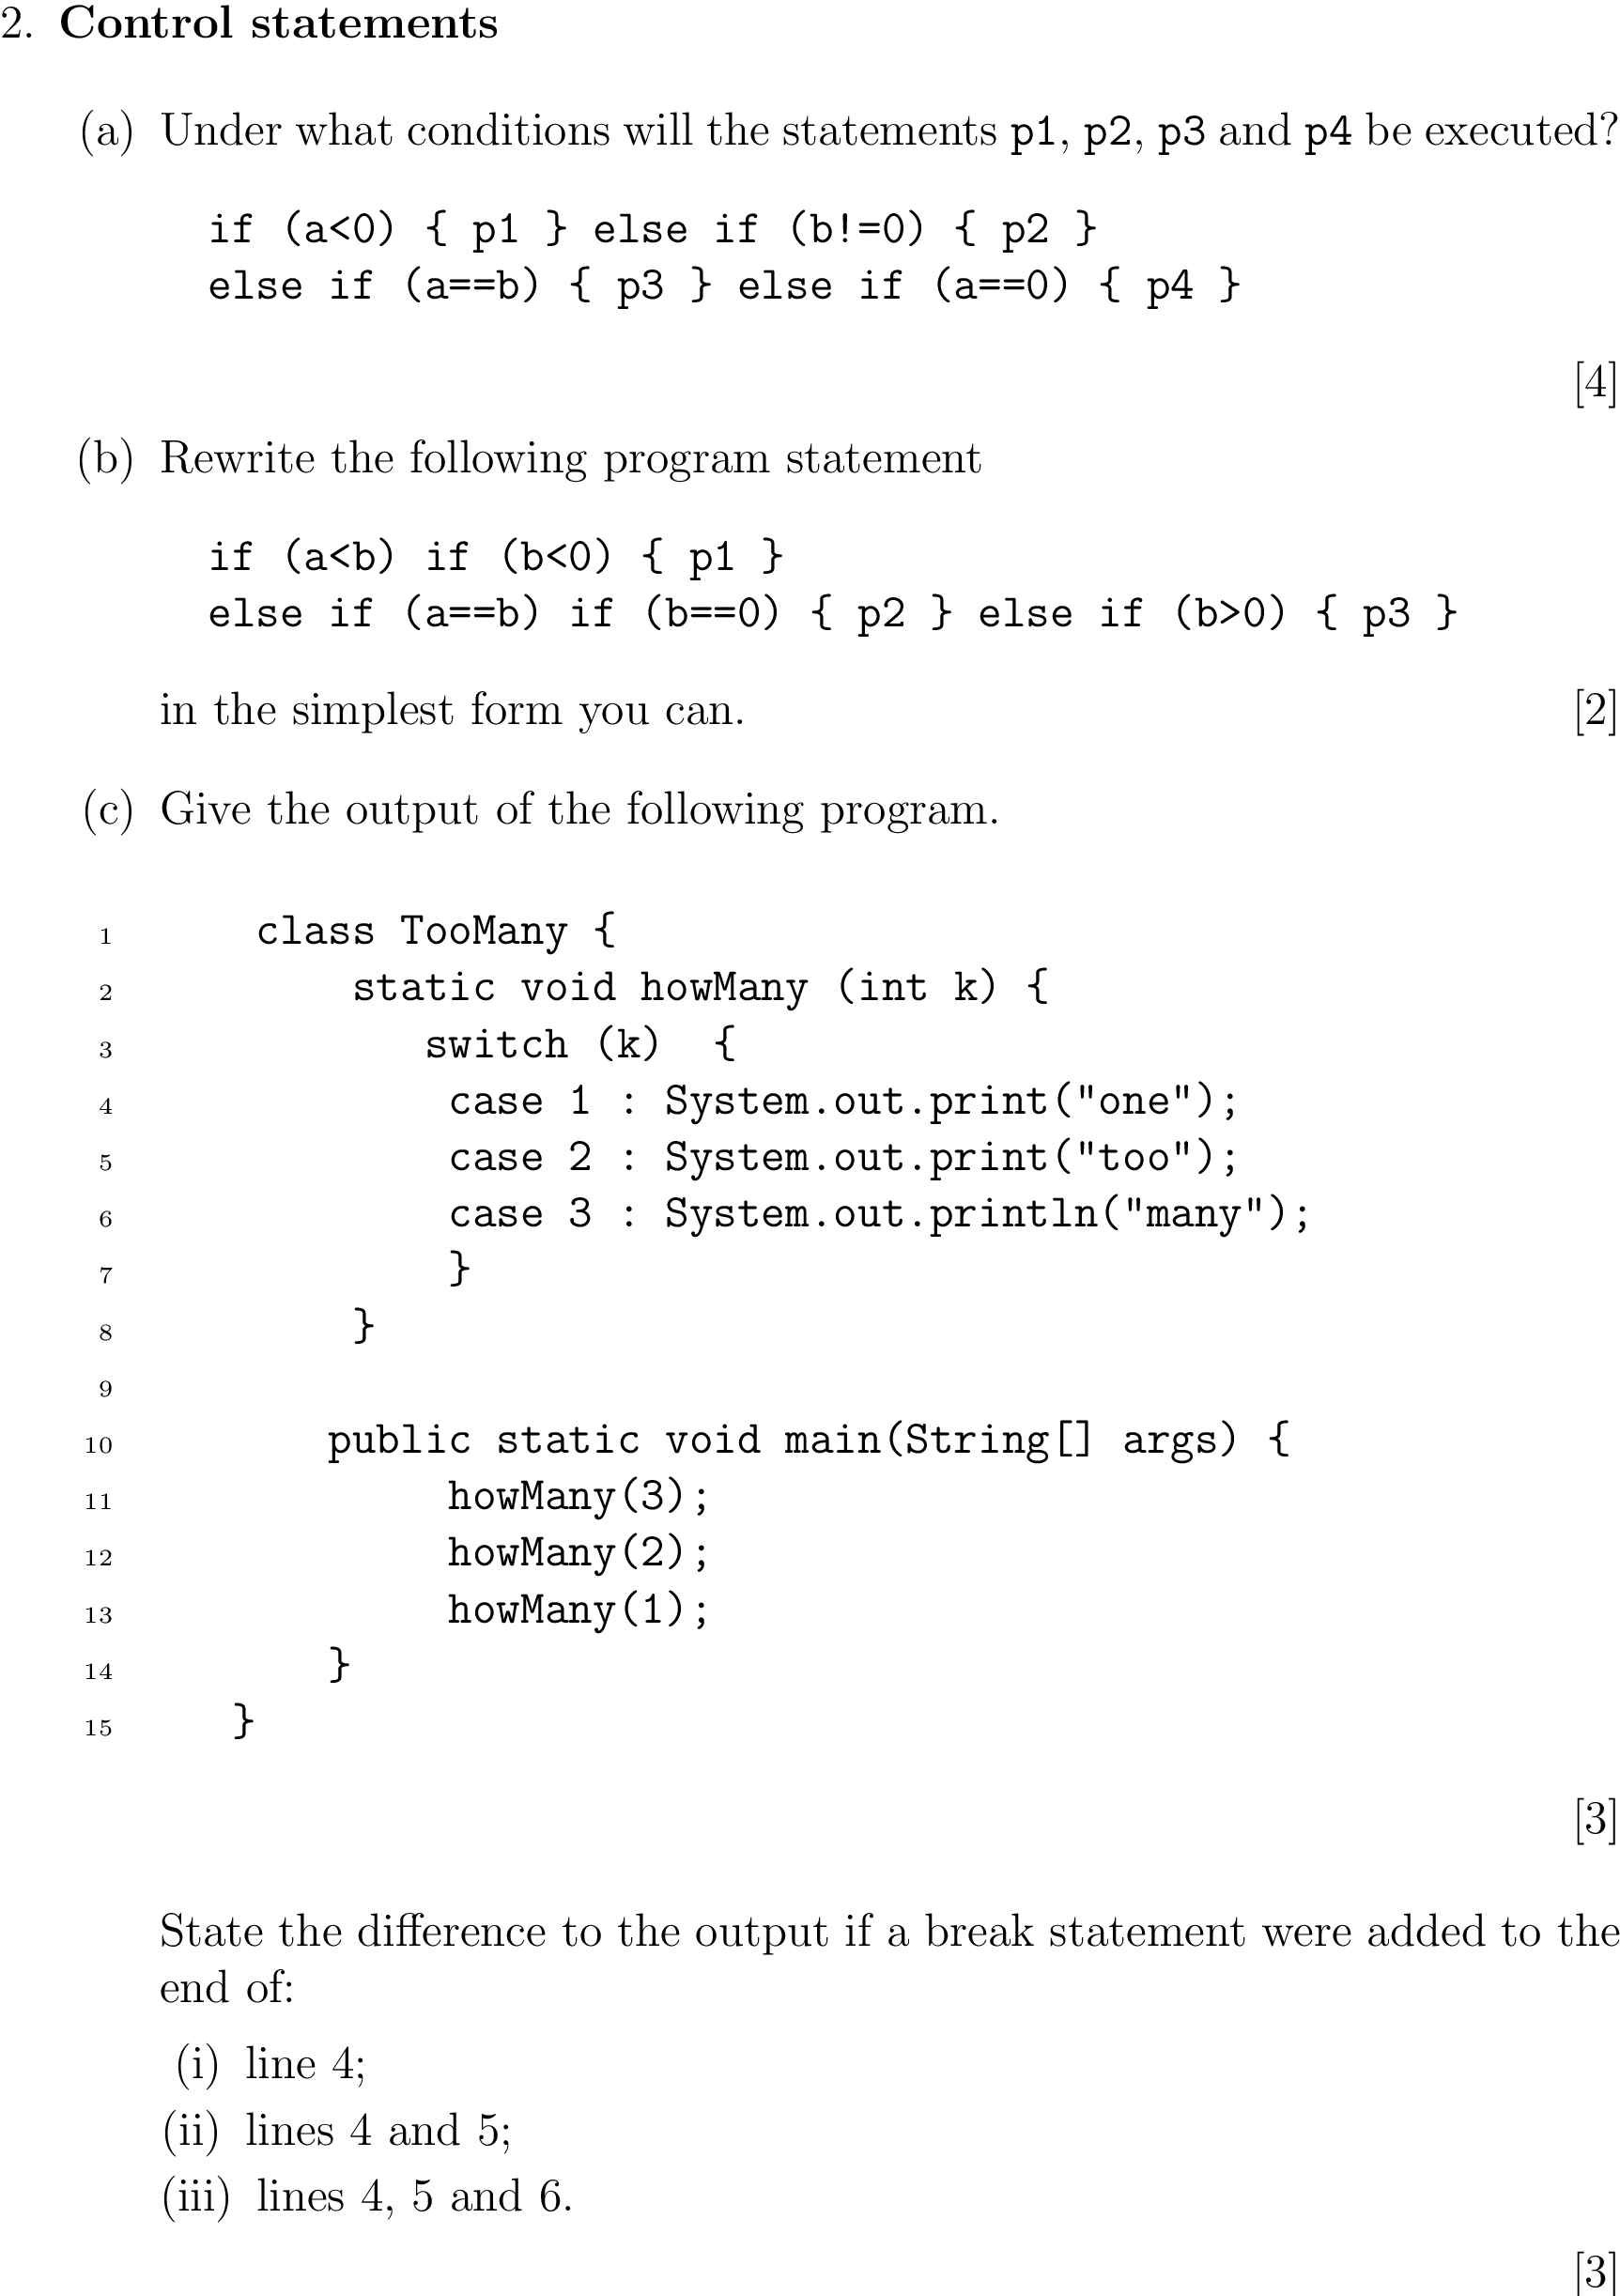 2. Control statements
(a) Under what conditions will the statements p1, p2, p3 and p4 be executed?
if (a<0) { p1 } else if (b!=0) { p2 }
else if (a==b) { p3 } else if (a==0) { p4 }
[4]
(b) Rewrite the following program statement
if (a<b) if (b<0) { p1 }
else if (a==b) if (b==0) { p2 } else if (b>0) { p3 }
in the simplest form you can. [2]
(c) Give the output of the following program.
1 class TooMany {
2 static void howMany (int k) {
3 switch (k)  {
4 case 1 : System.out.print("one");
5 case 2 : System.out.print("too");
6 case 3 : System.out.println("many");
7 }
8 }
9
10 public static void main(String[] args) {
11 howMany(3);
12 howMany(2);
13 howMany(1);
14 }
15 }
[3]
State the difference to the output if a break statement were added to the
end of:
(i) line 4;
(ii) lines 4 and 5;
(iii) lines 4, 5 and 6.
[3]